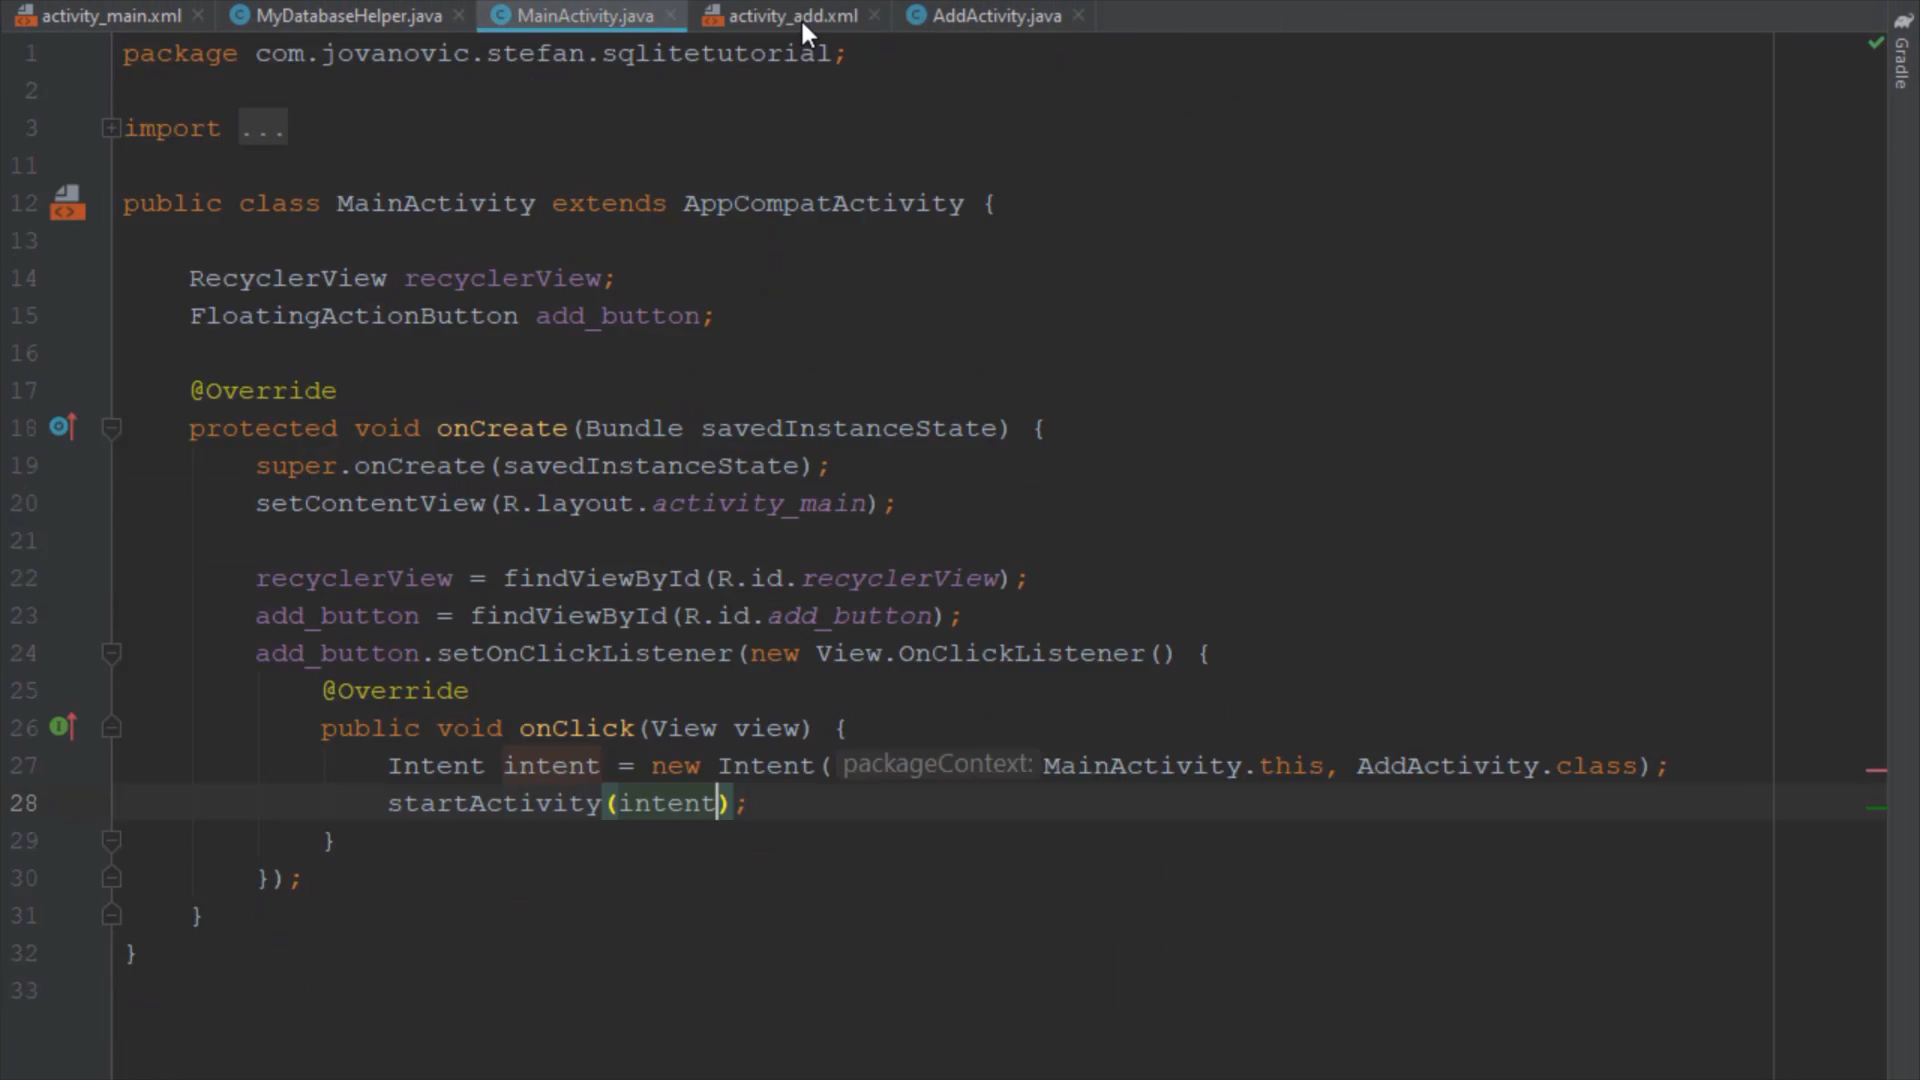 activity_main.xml MyDatabaseHelper.java MainActivity.java activity_add.xml AddActivity.java
Gradle
1 package com.jovanovic.stefan.sqlitetutorial;
2
3 import ...
11
12 public class MainActivity extends AppCompatActivity {
13
14 RecyclerView recyclerView;
15 FloatingActionButton add_button;
16
17 @Override
18 protected void onCreate(Bundle savedInstanceState) {
19 super.onCreate(savedInstanceState);
20 setContentView(R.layout.activity_main);
21
22 recyclerView = findViewById(R.id.recyclerView);
23 add_button = findViewById(R.id.add_button);
24 add_button.setOnClickListener(new View.OnClickListener() {
25 @Override
26 public void onClick(View view) {
27 Intent intent = new Intent( packageContext: MainActivity.this, AddActivity.class);
28 startActivity(intent);
29 }
30 });
31 }
32 }
33